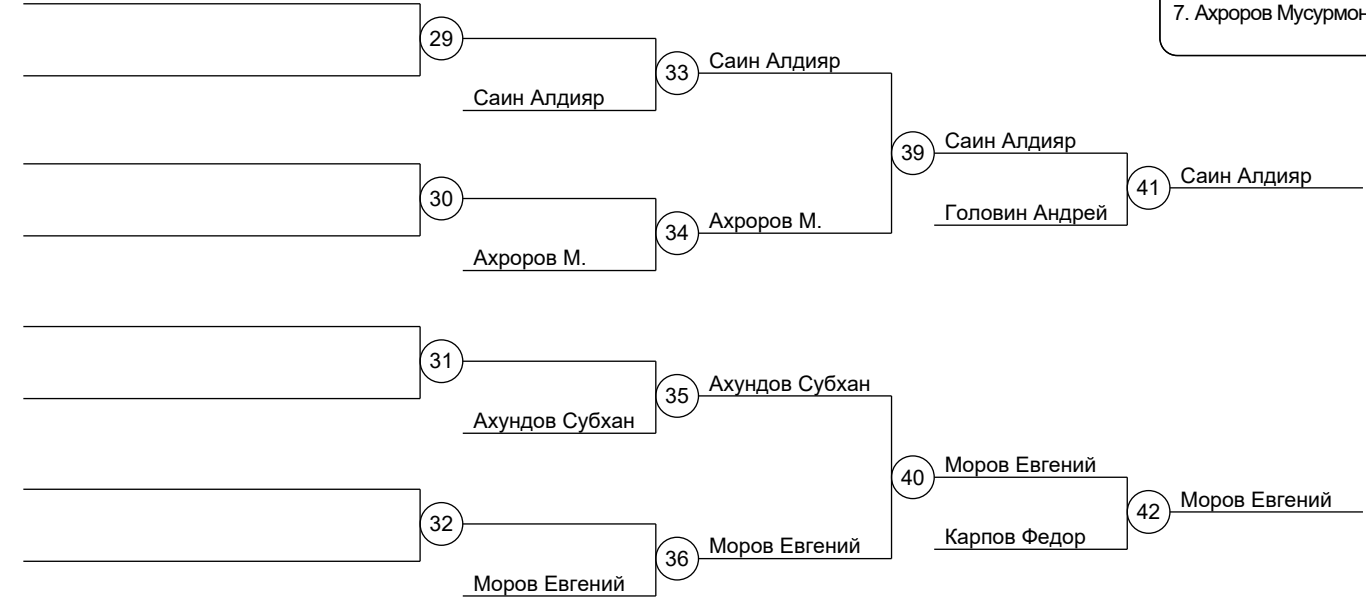 7. Ахроров Мусурмон
29
33
Саин Алдияр
Саин Алдияр
39
Саин Алдияр
41
Саин Алдияр
30
34
Ахроров М.
Головин Андрей
Ахроров М.
31
35
Ахундов Субхан
Ахундов Субхан
40
Моров Евгений
42
Моров Евгений
32
36
Моров Евгений
Карпов Федор
Моров Евгений